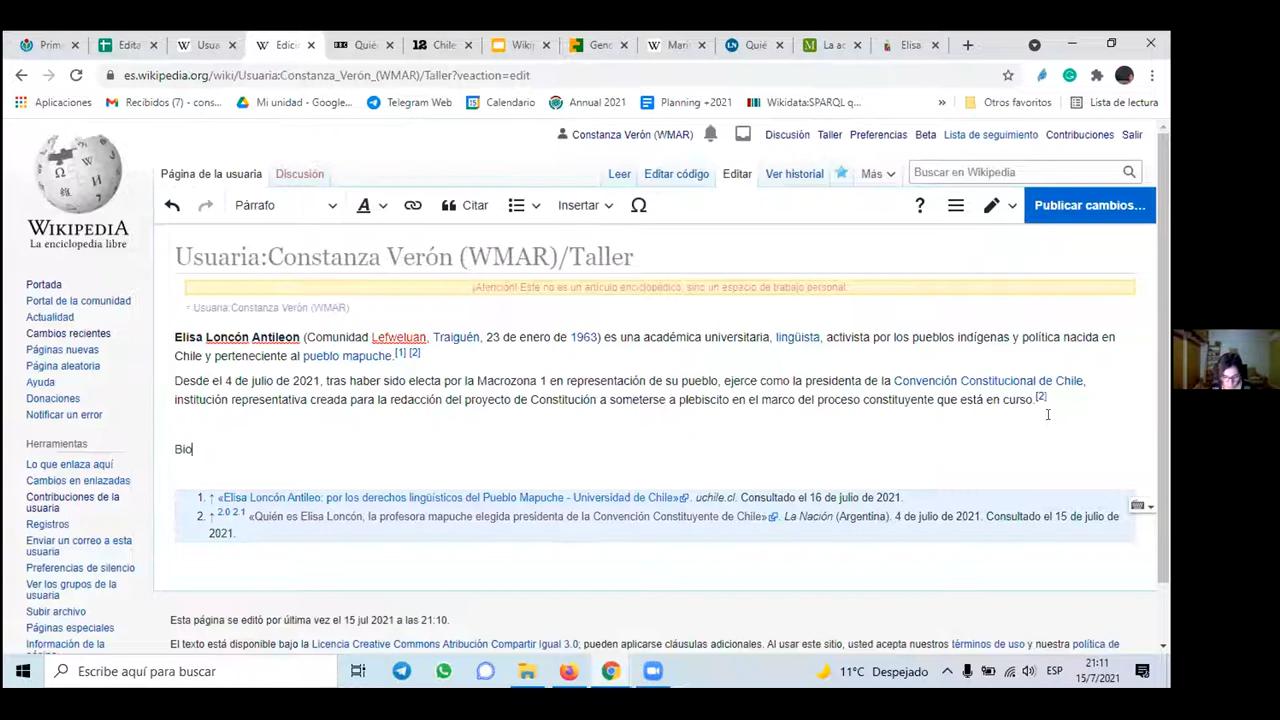 Prim
Edita
Usua
Edici
Quié
Chile
Wikip
Geno
Mari
Quié
La ac
Elisa
es.wikipedia.org/wiki/Usuaria:Constanza_Verón_(WMAR)/Taller?veaction=edit
Aplicaciones
Recibidos (7) - cons...
Mi unidad - Google...
Telegram Web
Calendario
Annual 2021
Planning +2021
Wikidata:SPARQL q...
»
Otros favoritos
Lista de lectura
Constanza Verón (WMAR)
Discusión
Taller
Preferencias
Beta
Lista de seguimiento
Contribuciones
Salir
Página de la usuaria
Discusión
Leer
Editar código
Editar
Ver historial
Más
Buscar en Wikipedia
Párrafo
A
Citar
Insertar
Ω
?
Publicar cambios...
WIKIPEDIA
La enciclopedia libre
Portada
Portal de la comunidad
Actualidad
Cambios recientes
Páginas nuevas
Página aleatoria
Ayuda
Donaciones
Notificar un error
Herramientas
Lo que enlaza aquí
Cambios en enlazadas
Contribuciones de la
usuaria
Registros
Enviar un correo a esta
usuaria
Preferencias de silencio
Ver los grupos de la
usuaria
Subir archivo
Páginas especiales
Información de la
Usuaria:Constanza Verón (WMAR)/Taller
¡Atención! Este no es un artículo enciclopédico, sino un espacio de trabajo personal.
< Usuaria:Constanza Verón (WMAR)
Elisa Loncón Antileon (Comunidad Lefweluan, Traiguén, 23 de enero de 1963) es una académica universitaria, lingüista, activista por los pueblos indígenas y política nacida en
Chile y perteneciente al pueblo mapuche.[1] [2]
Desde el 4 de julio de 2021, tras haber sido electa por la Macrozona 1 en representación de su pueblo, ejerce como la presidenta de la Convención Constitucional de Chile,
institución representativa creada para la redacción del proyecto de Constitución a someterse a plebiscito en el marco del proceso constituyente que está en curso.[2]
Bio
1. ↑ «Elisa Loncón Antileo: por los derechos lingüísticos del Pueblo Mapuche - Universidad de Chile». uchile.cl. Consultado el 16 de julio de 2021.
2. ↑ 2.0 2.1 «Quién es Elisa Loncón, la profesora mapuche elegida presidenta de la Convención Constituyente de Chile». La Nación (Argentina). 4 de julio de 2021. Consultado el 15 de julio de
2021.
Esta página se editó por última vez el 15 jul 2021 a las 21:10.
El texto está disponible bajo la Licencia Creative Commons Atribución Compartir Igual 3.0; pueden aplicarse cláusulas adicionales. Al usar este sitio, usted acepta nuestros términos de uso y nuestra política de
Escribe aquí para buscar
11°C Despejado
ESP
21:11
15/7/2021